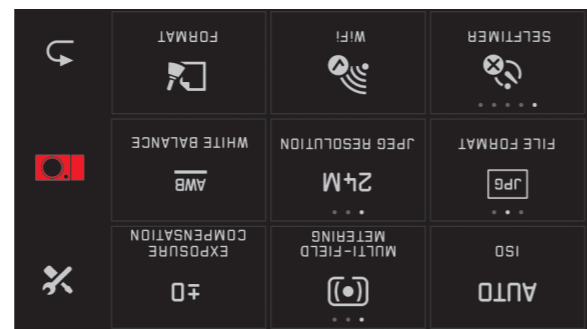 AUTO
ISO
MULTI-FIELD
METERING
±0
EXPOSURE
COMPENSATION
JPG
FILE FORMAT
24M
JPEG RESOLUTION
AWB
WHITE BALANCE
SELFTIMER
WiFi
FORMAT